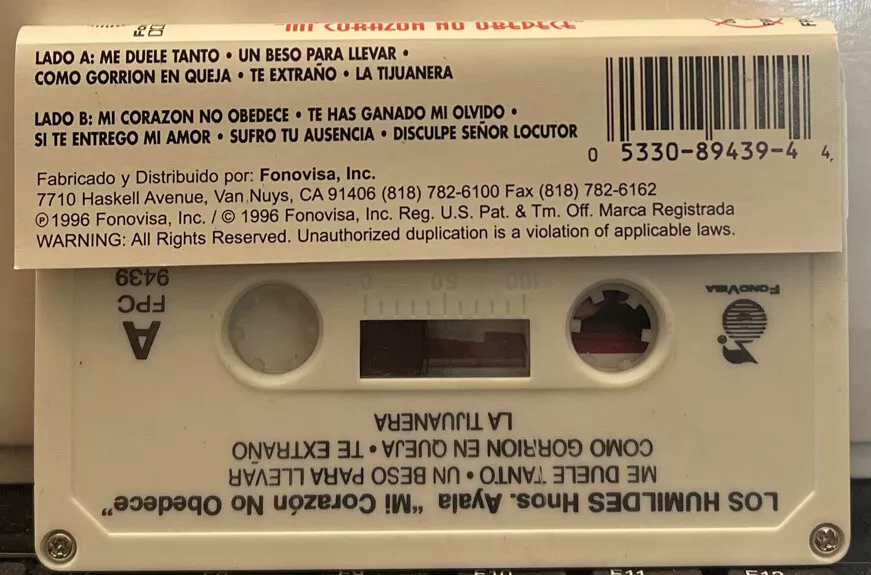 "MI CORAZON NO OBEDECE"
LADO A: ME DUELE TANTO • UN BESO PARA LLEVAR •
COMO GORRION EN QUEJA • TE EXTRAÑO • LA TIJUANERA
LADO B: MI CORAZON NO OBEDECE • TE HAS GANADO MI OLVIDO •
SI TE ENTREGO MI AMOR • SUFRO TU AUSENCIA • DISCULPE SEÑOR LOCUTOR
0 5330-89439-4 4
Fabricado y Distribuido por: Fonovisa, Inc.
7710 Haskell Avenue, Van Nuys, CA 91406 (818) 782-6100 Fax (818) 782-6162
℗1996 Fonovisa, Inc. / © 1996 Fonovisa, Inc. Reg. U.S. Pat. & Tm. Off. Marca Registrada
WARNING: All Rights Reserved. Unauthorized duplication is a violation of applicable laws.
LOS HUMILDES Hnos. Ayala "Mi Corazón No Obedece"
ME DUELE TANTO • UN BESO PARA LLEVAR
COMO GORRION EN QUEJA • TE EXTRAÑO
LA TIJUANERA
FONOVISA
A
FPC
9439
100 50 0
F10 F11 F12